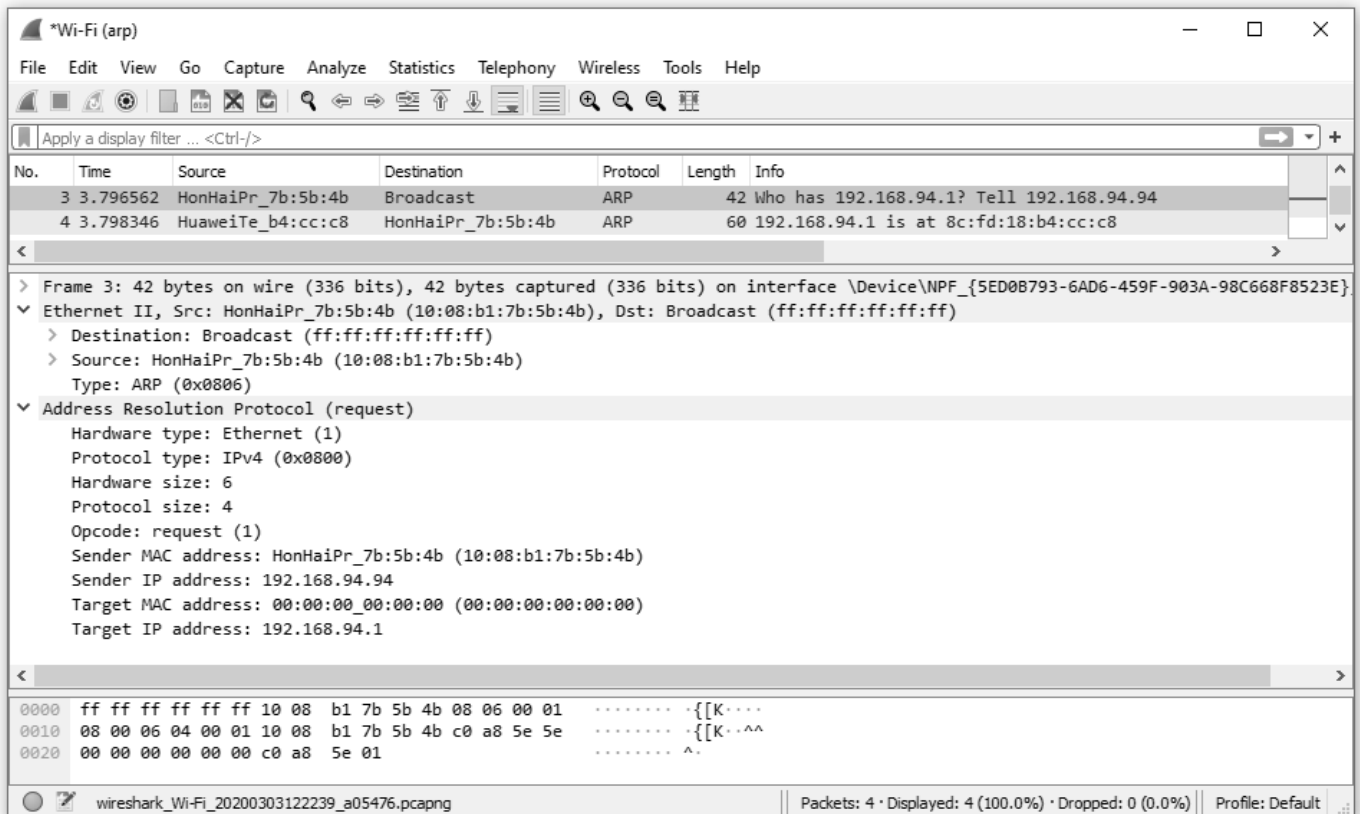 *Wi-Fi (arp)
File Edit View Go Capture Analyze Statistics Telephony Wireless Tools Help
Apply a display filter ... <Ctrl-/>
No. Time Source Destination Protocol Length Info
3 3.796562 HonHaiPr_7b:5b:4b Broadcast ARP 42 Who has 192.168.94.1? Tell 192.168.94.94
4 3.798346 HuaweiTe_b4:cc:c8 HonHaiPr_7b:5b:4b ARP 60 192.168.94.1 is at 8c:fd:18:b4:cc:c8
Frame 3: 42 bytes on wire (336 bits), 42 bytes captured (336 bits) on interface \Device\NPF_{5ED0B793-6AD6-459F-903A-98C668F8523E}
Ethernet II, Src: HonHaiPr_7b:5b:4b (10:08:b1:7b:5b:4b), Dst: Broadcast (ff:ff:ff:ff:ff:ff)
Destination: Broadcast (ff:ff:ff:ff:ff:ff)
Source: HonHaiPr_7b:5b:4b (10:08:b1:7b:5b:4b)
Type: ARP (0x0806)
Address Resolution Protocol (request)
Hardware type: Ethernet (1)
Protocol type: IPv4 (0x0800)
Hardware size: 6
Protocol size: 4
Opcode: request (1)
Sender MAC address: HonHaiPr_7b:5b:4b (10:08:b1:7b:5b:4b)
Sender IP address: 192.168.94.94
Target MAC address: 00:00:00_00:00:00 (00:00:00:00:00:00)
Target IP address: 192.168.94.1
0000 ff ff ff ff ff ff 10 08 b1 7b 5b 4b 08 06 00 01 ········ ·{[K····
0010 08 00 06 04 00 01 10 08 b1 7b 5b 4b c0 a8 5e 5e ········ ·{[K··^^
0020 00 00 00 00 00 00 c0 a8 5e 01 ········ ^·
wireshark_Wi-Fi_20200303122239_a05476.pcapng Packets: 4 · Displayed: 4 (100.0%) · Dropped: 0 (0.0%) Profile: Default